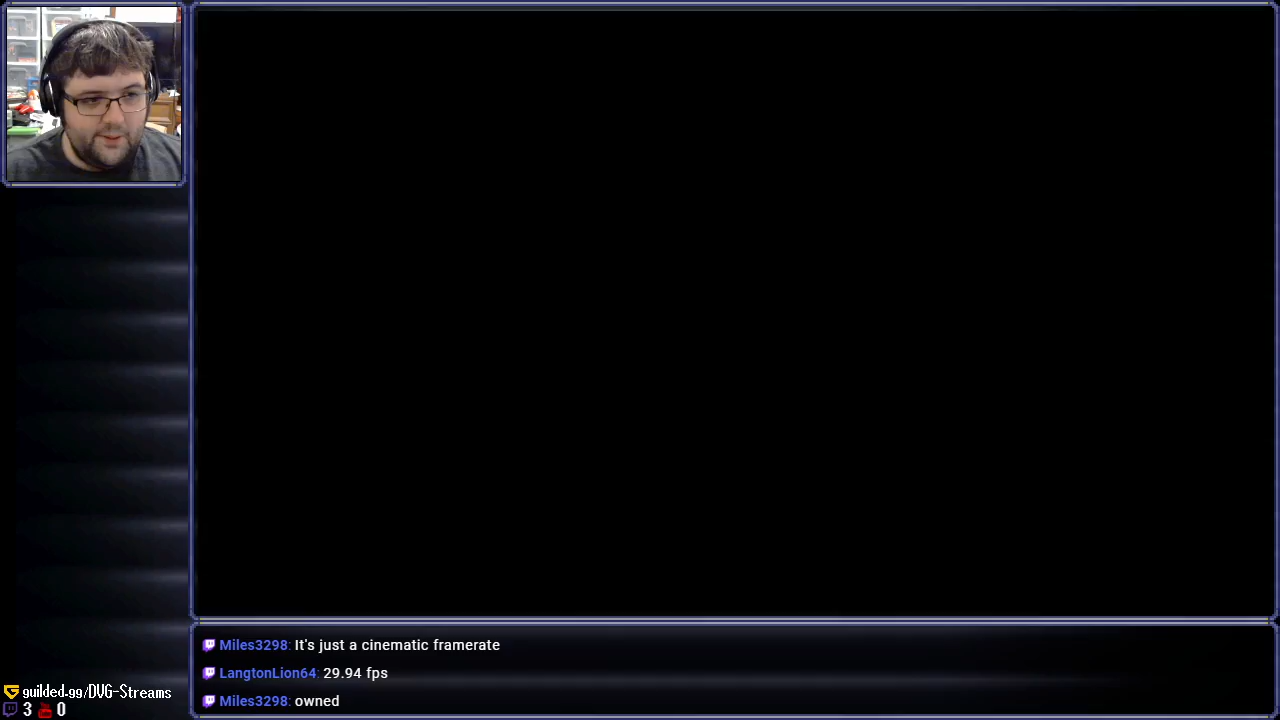 Miles3298: It's just a cinematic framerate
LangtonLion64: 29.94 fps
Miles3298: owned
guilded.gg/DVG-Streams
3 0